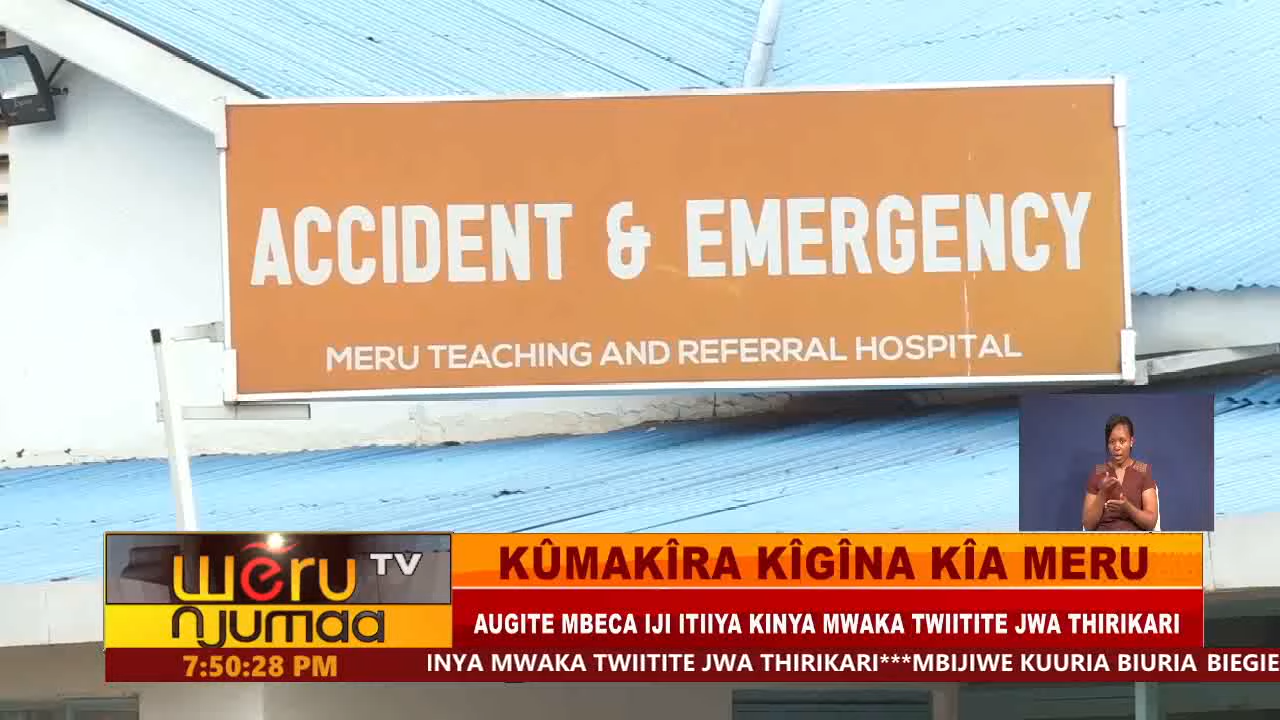 ACCIDENT & EMERGENCY
MERU TEACHING AND REFERRAL HOSPITAL
weru TV
njumaa
KÛMAKÎRA KÎGÎNA KÎA MERU
AUGITE MBECA IJI ITIIYA KINYA MWAKA TWIITITE JWA THIRIKARI
7:50:28 PM
INYA MWAKA TWIITITE JWA THIRIKARI***MBIJIWE KUURIA BIURIA BIEGIE